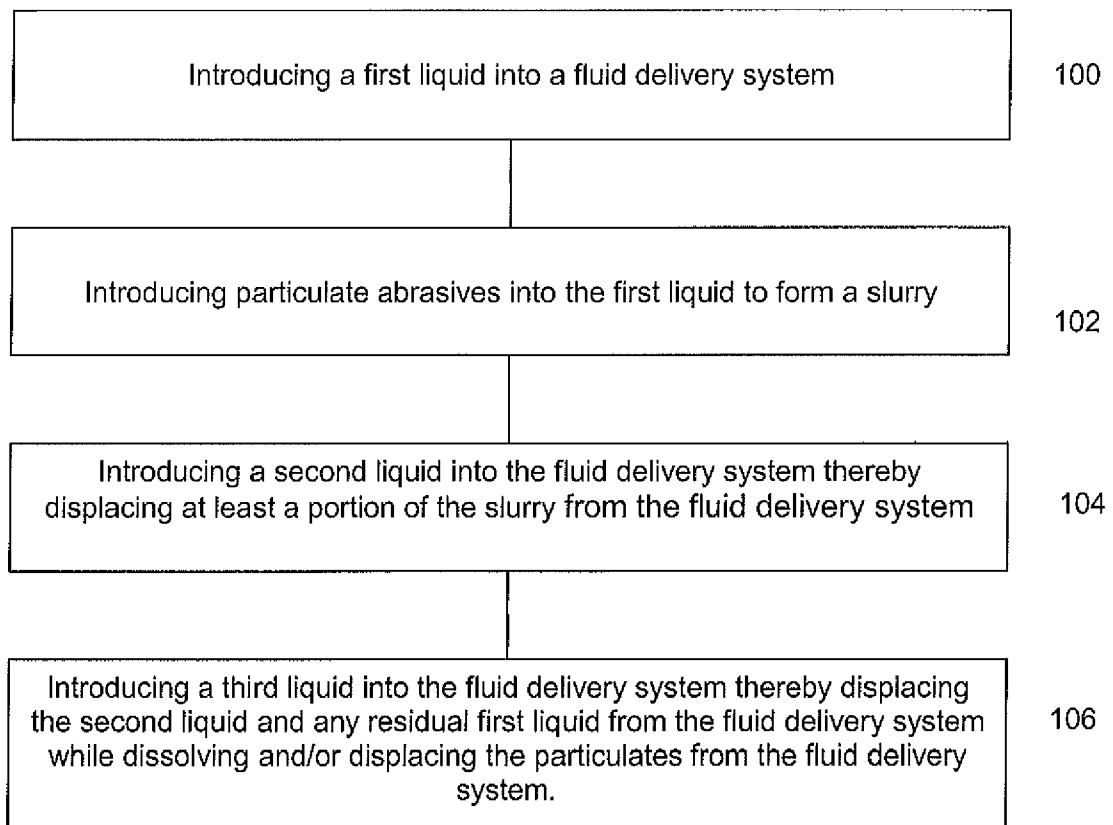 Introducing a first liquid into a fluid delivery system
100
Introducing particulate abrasives into the first liquid to form a slurry
102
Introducing a second liquid into the fluid delivery system thereby
displacing at least a portion of the slurry from the fluid delivery system
104
Introducing a third liquid into the fluid delivery system thereby displacing
the second liquid and any residual first liquid from the fluid delivery system
while dissolving and/or displacing the particulates from the fluid delivery
system.
106